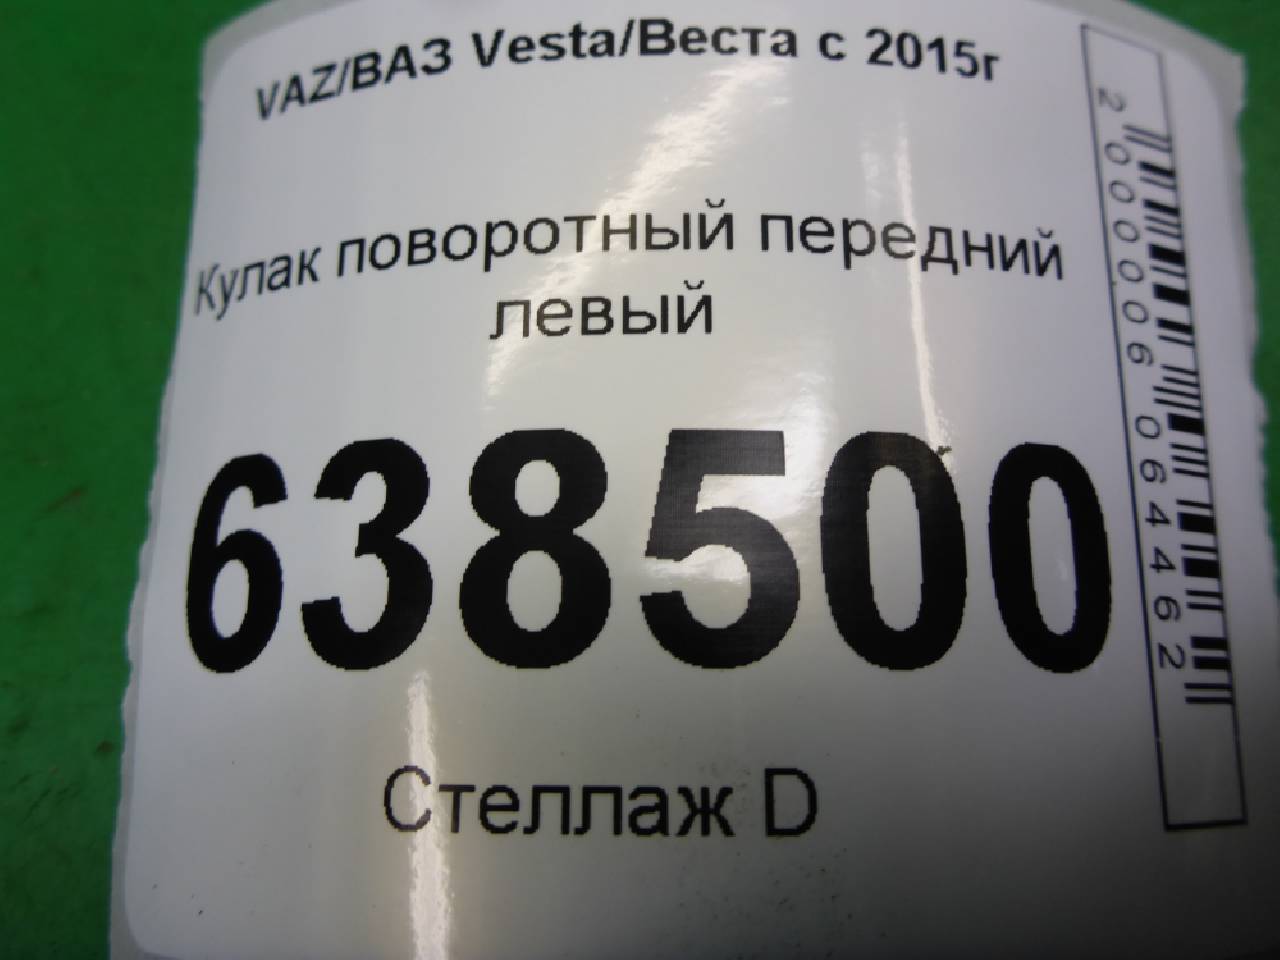 VAZ/ВАЗ Vesta/Веста с 2015г
Кулак поворотный передний
левый
638500
Стеллаж D
2000006064462